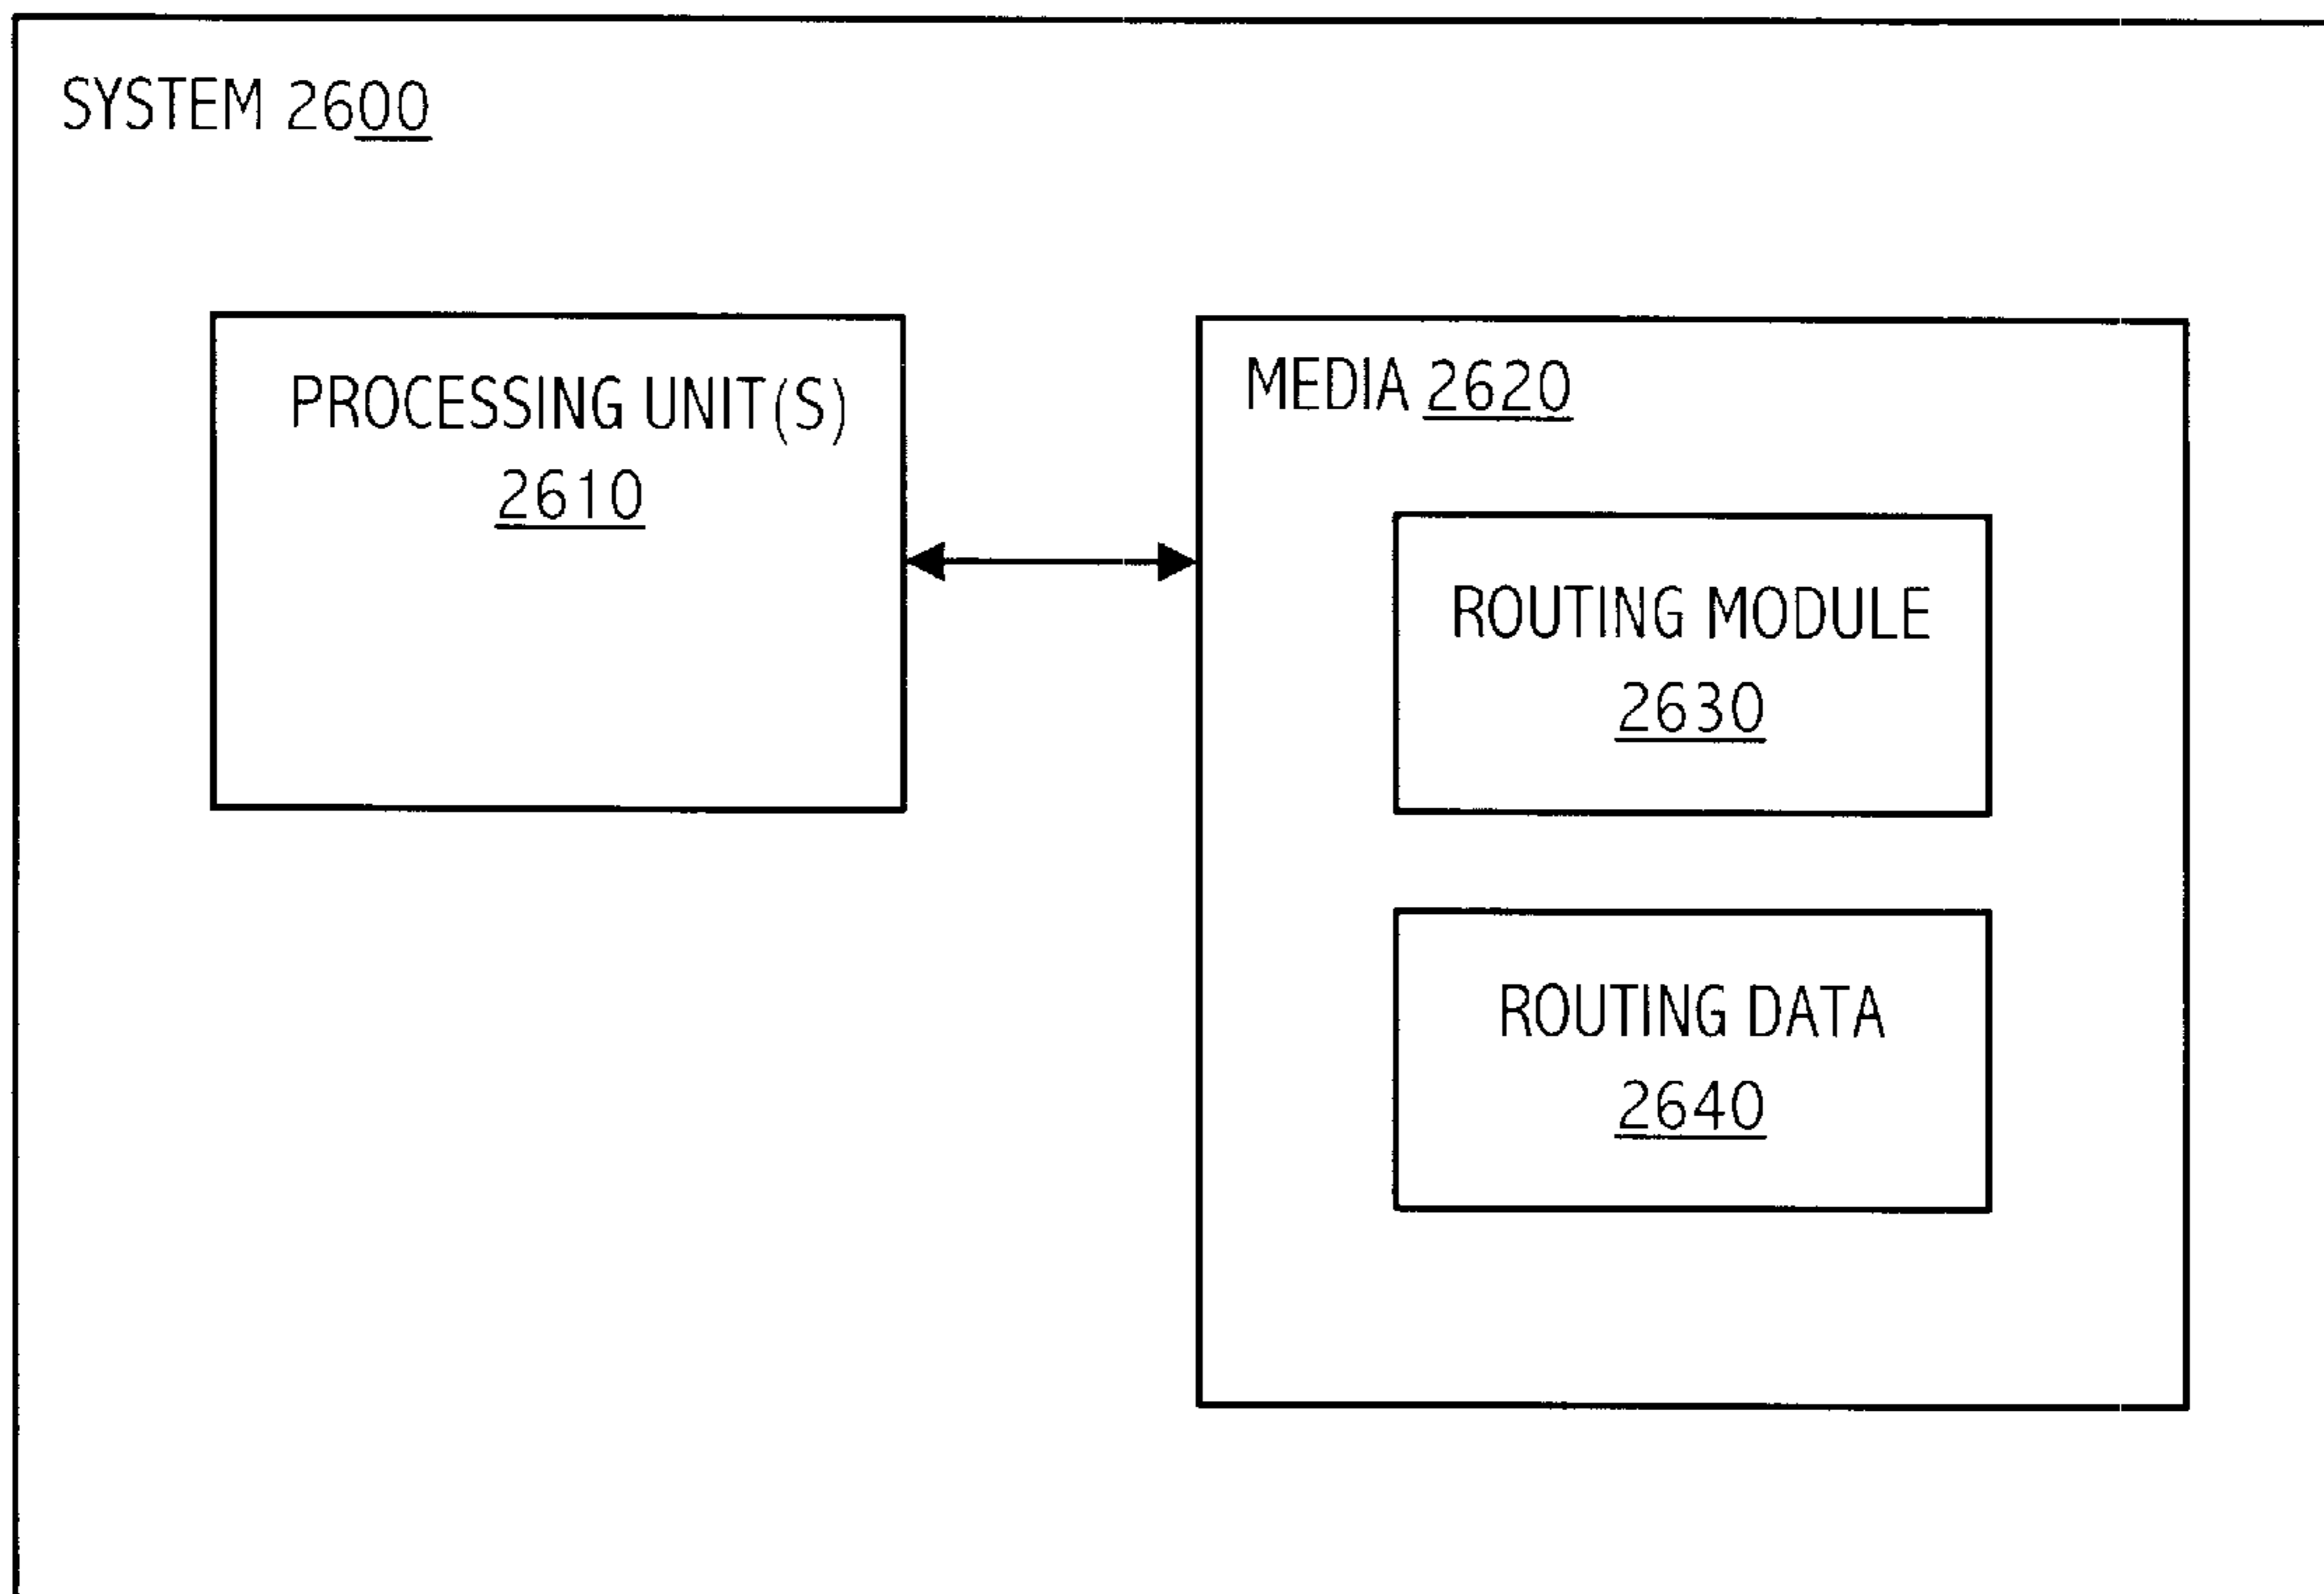 SYSTEM 2600
PROCESSING UNIT(S)
2610
MEDIA 2620
ROUTING MODULE
2630
ROUTING DATA
2640